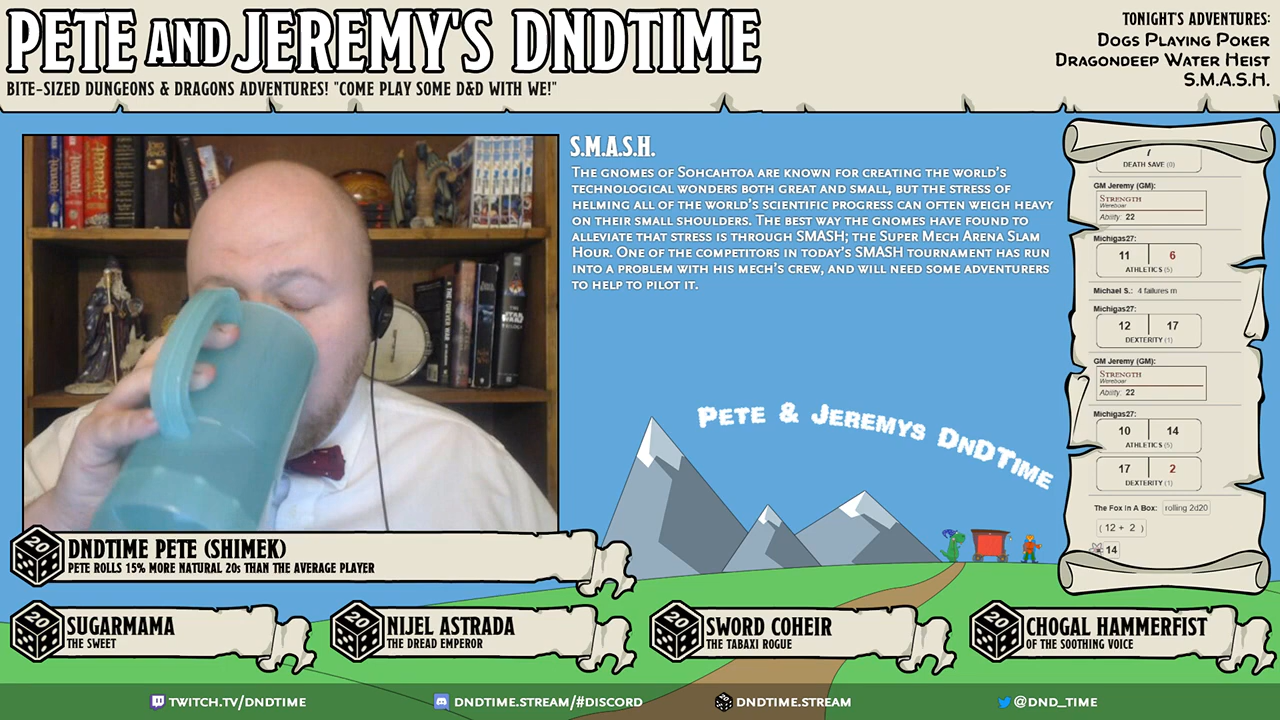 PETE AND JEREMY'S DNDTIME
BITE-SIZED DUNGEONS & DRAGONS ADVENTURES! "COME PLAY SOME D&D WITH WE!"
TONIGHT'S ADVENTURES:
DOGS PLAYING POKER
DRAGONDEEP WATER HEIST
S.M.A.S.H.
S.M.A.S.H.
THE GNOMES OF SOHCAHTOA ARE KNOWN FOR CREATING THE WORLD'S
TECHNOLOGICAL WONDERS BOTH GREAT AND SMALL, BUT THE STRESS OF
HELMING ALL OF THE WORLD'S SCIENTIFIC PROGRESS CAN OFTEN WEIGH HEAVY
ON THEIR SMALL SHOULDERS. THE BEST WAY THE GNOMES HAVE FOUND TO
ALLEVIATE THAT STRESS IS THROUGH SMASH; THE SUPER MECH ARENA SLAM
HOUR. ONE OF THE COMPETITORS IN TODAY'S SMASH TOURNAMENT HAS RUN
INTO A PROBLEM WITH HIS MECH'S CREW, AND WILL NEED SOME ADVENTURERS
TO HELP TO PILOT IT.
DEATH SAVE (0)
GM Jeremy (GM):
STRENGTH
Wereboar
Ability: 22
Michigas27:
11 6
ATHLETICS (5)
Michael S.: 4 failures rn
Michigas27:
12 17
DEXTERITY (1)
GM Jeremy (GM):
STRENGTH
Wereboar
Ability: 22
Michigas27:
10 14
ATHLETICS (5)
17 2
DEXTERITY (1)
The Fox In A Box: rolling 2d20
( 12 + 2 )
14
PETE & JEREMYS DNDTIME
DNDTIME PETE (SHIMEK)
PETE ROLLS 15% MORE NATURAL 20S THAN THE AVERAGE PLAYER
20
SUGARMAMA
THE SWEET
20
NIJEL ASTRADA
THE DREAD EMPEROR
20
SWORD COHEIR
THE TABAXI ROGUE
20
CHOGAL HAMMERFIST
OF THE SOOTHING VOICE
20
TWITCH.TV/DNDTIME
DNDTIME.STREAM/#DISCORD
DNDTIME.STREAM
@DND_TIME